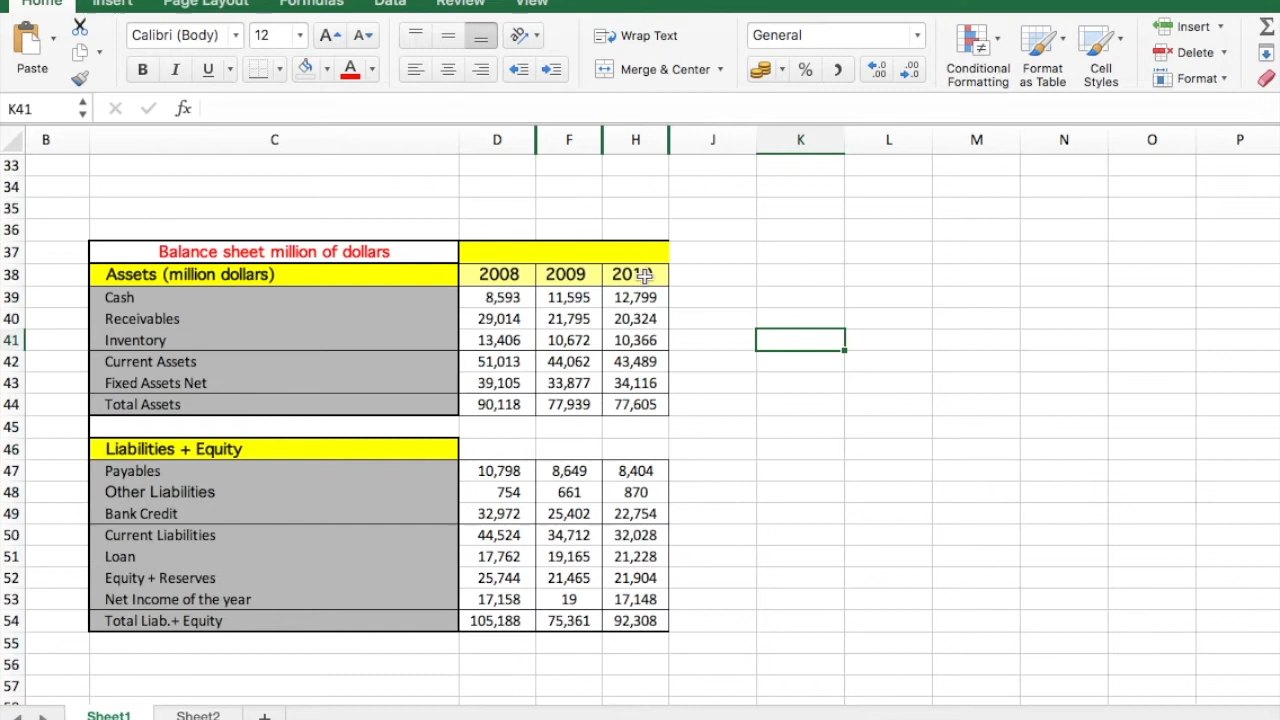 Home Insert Page Layout Formulas Data Review View
Calibri (Body) 12 A A Wrap Text General Insert
Paste B I U A Merge & Center % Conditional Formatting Format as Table Cell Styles Delete Format
K41 fx
B C D F H J K L M N O P
33
34
35
36
37 Balance sheet million of dollars
38 Assets (million dollars) 2008 2009
39 Cash 8,593 11,595 12,799
40 Receivables 29,014 21,795 20,324
41 Inventory 13,406 10,672 10,366
42 Current Assets 51,013 44,062 43,489
43 Fixed Assets Net 39,105 33,877 34,116
44 Total Assets 90,118 77,939 77,605
45
46 Liabilities + Equity
47 Payables 10,798 8,649 8,404
48 Other Liabilities 754 661 870
49 Bank Credit 32,972 25,402 22,754
50 Current Liabilities 44,524 34,712 32,028
51 Loan 17,762 19,165 21,228
52 Equity + Reserves 25,744 21,465 21,904
53 Net Income of the year 17,158 19 17,148
54 Total Liab.+ Equity 105,188 75,361 92,308
55
56
57
Sheet1 Sheet2 +